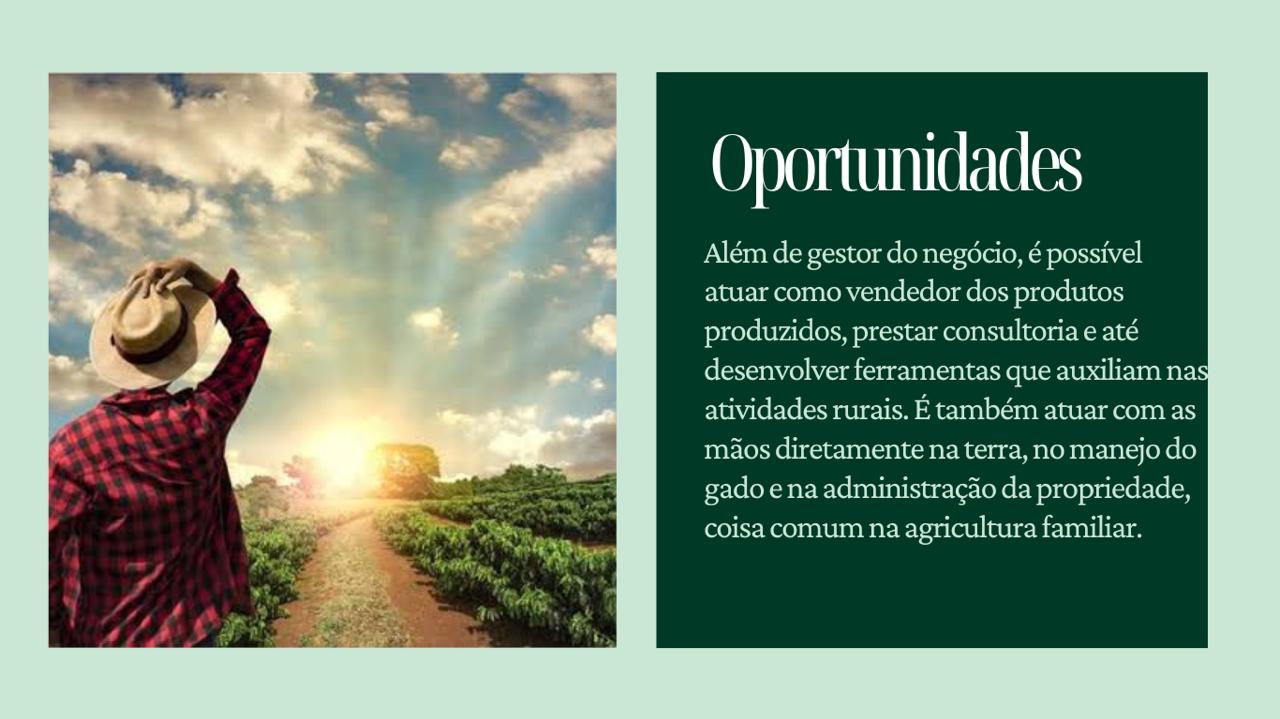 Oportunidades
Além de gestor do negócio, é possível
atuar como vendedor dos produtos
produzidos, prestar consultoria e até
desenvolver ferramentas que auxiliam nas
atividades rurais. É também atuar com as
mãos diretamente na terra, no manejo do
gado e na administração da propriedade,
coisa comum na agricultura familiar.